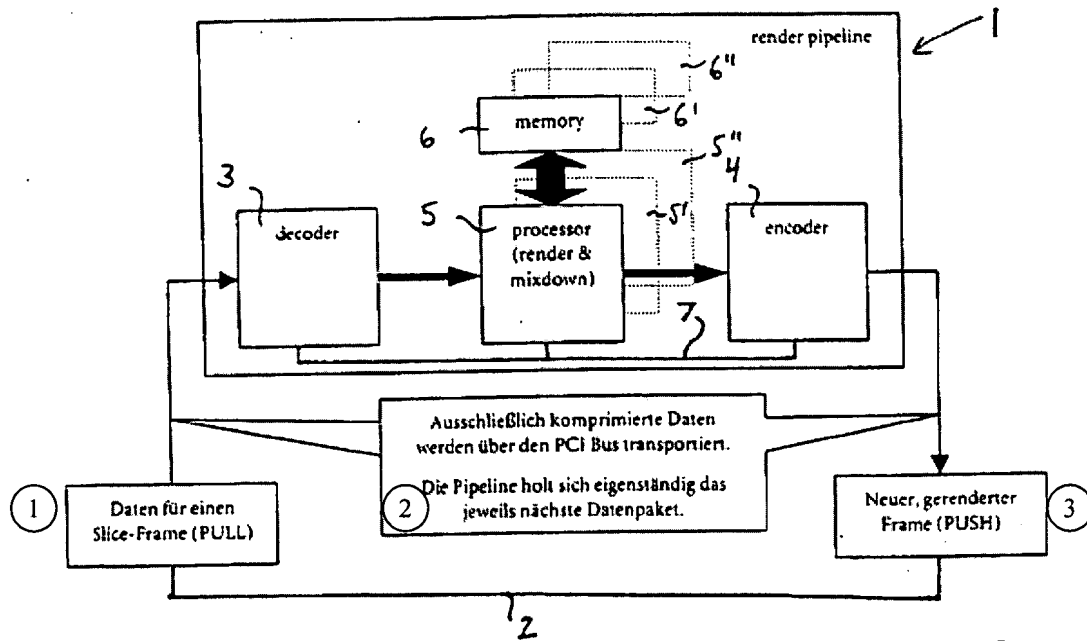 1
render pipeline
6"
6'
6
memory
5"
3
4
5
5'
decoder
processor
(render &
mixdown)
encoder
7
Ausschließlich komprimierte Daten
werden über den PCI Bus transportiert.
Die Pipeline holt sich eigenständig das
jeweils nächste Datenpaket.
1
Daten für einen
Slice-Frame (PULL)
2
Neuer, gerenderter
Frame (PUSH)
3
2